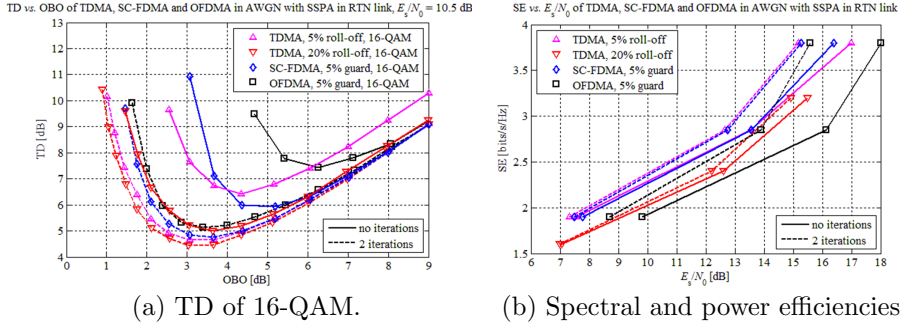 TD vs. OBO of TDMA, SC-FDMA and OFDMA in AWGN with SSPA in RTN link, Es/N0 = 10.5 dB
13
12
11
10
9
8
7
6
5
4
TD [dB]
TDMA, 5% roll-off, 16-QAM
TDMA, 20% roll-off, 16-QAM
SC-FDMA, 5% guard, 16-QAM
OFDMA, 5% guard, 16-QAM
no iterations
2 iterations
0 1 2 3 4 5 6 7 8 9
OBO [dB]
(a) TD of 16-QAM.
SE vs. Es/N0 of TDMA, SC-FDMA and OFDMA in AWGN with SSPA in RTN link
4
3.5
3
2.5
2
1.5
SE [bits/s/Hz]
TDMA, 5% roll-off
TDMA, 20% roll-off
SC-FDMA, 5% guard
OFDMA, 5% guard
no iterations
2 iterations
6 7 8 9 10 11 12 13 14 15 16 17 18
Es/N0 [dB]
(b) Spectral and power efficiencies